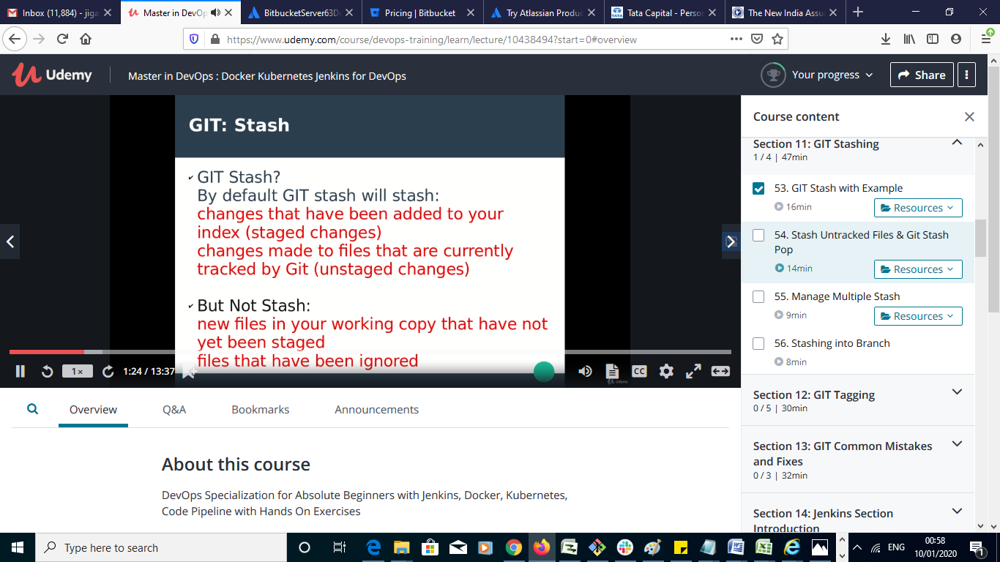 Inbox (11,884) - jiga
Master in DevOp
BitbucketServer63Do
Pricing | Bitbucket
Try Atlassian Produc
Tata Capital - Person
The New India Assu
https://www.udemy.com/course/devops-training/learn/lecture/10438494?start=0#overview
Udemy
Master in DevOps : Docker Kubernetes Jenkins for DevOps
Your progress
Share
GIT: Stash
✔ GIT Stash?
By default GIT stash will stash:
changes that have been added to your
index (staged changes)
changes made to files that are currently
tracked by Git (unstaged changes)
✔ But Not Stash:
new files in your working copy that have not
yet been staged
files that have been ignored
1×
1:24 / 13:37
CC
Udemy
Course content
Section 11: GIT Stashing
1 / 4 | 47min
53. GIT Stash with Example
16min
Resources
54. Stash Untracked Files & Git Stash
Pop
14min
Resources
55. Manage Multiple Stash
9min
Resources
56. Stashing into Branch
8min
Section 12: GIT Tagging
0 / 5 | 30min
Section 13: GIT Common Mistakes
and Fixes
0 / 3 | 32min
Section 14: Jenkins Section
Introduction
Overview
Q&A
Bookmarks
Announcements
About this course
DevOps Specialization for Absolute Beginners with Jenkins, Docker, Kubernetes,
Code Pipeline with Hands On Exercises
Type here to search
ENG
00:58
10/01/2020
1